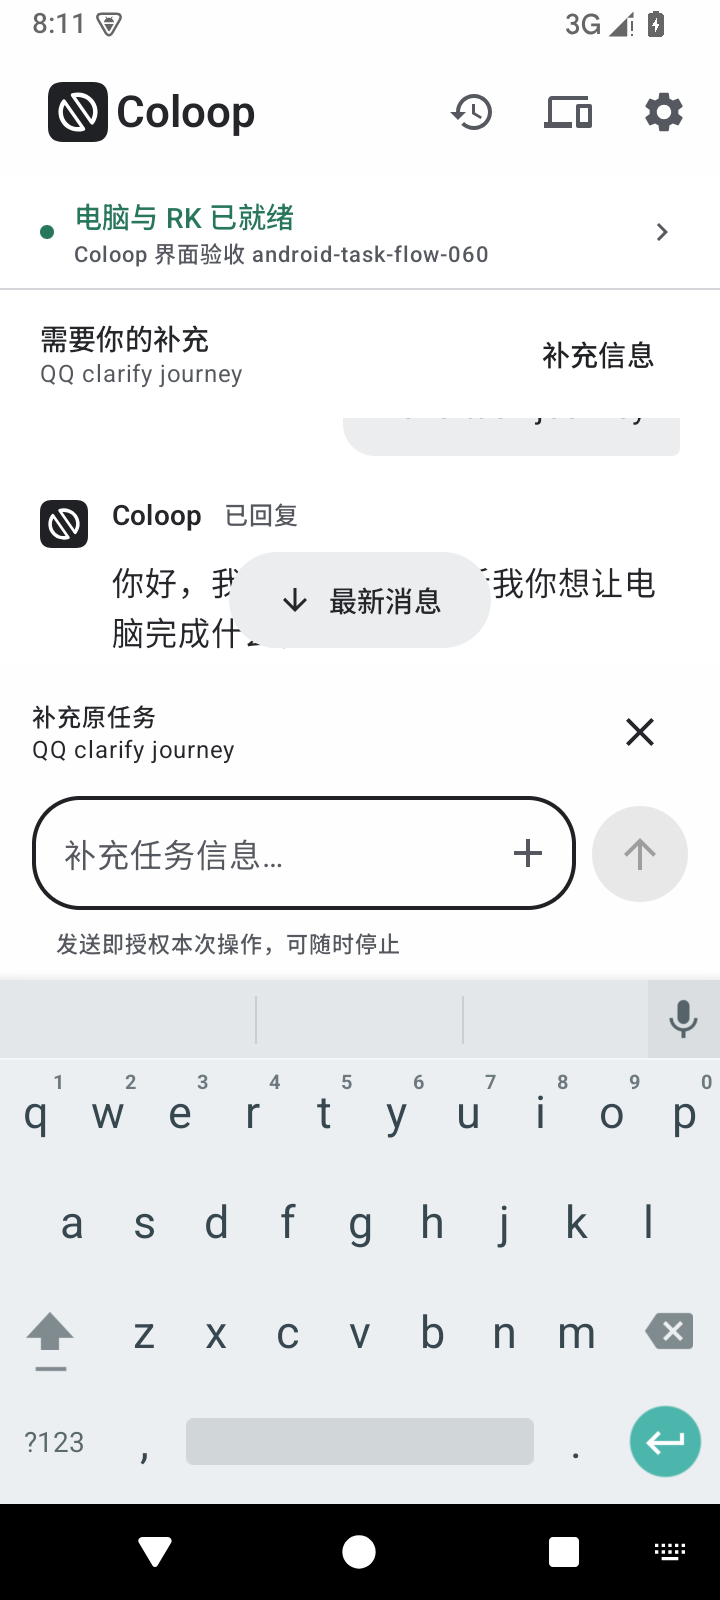 8:11
3G
Coloop
电脑与 RK 已就绪
Coloop 界面验收 android-task-flow-060
需要你的补充
QQ clarify journey
补充信息
Coloop 已回复
你好，我
我你想让电
脑完成什
最新消息
补充原任务
QQ clarify journey
补充任务信息...
发送即授权本次操作，可随时停止
1 2 3 4 5 6 7 8 9 0
q w e r t y u i o p
a s d f g h j k l
z x c v b n m
?123 , .